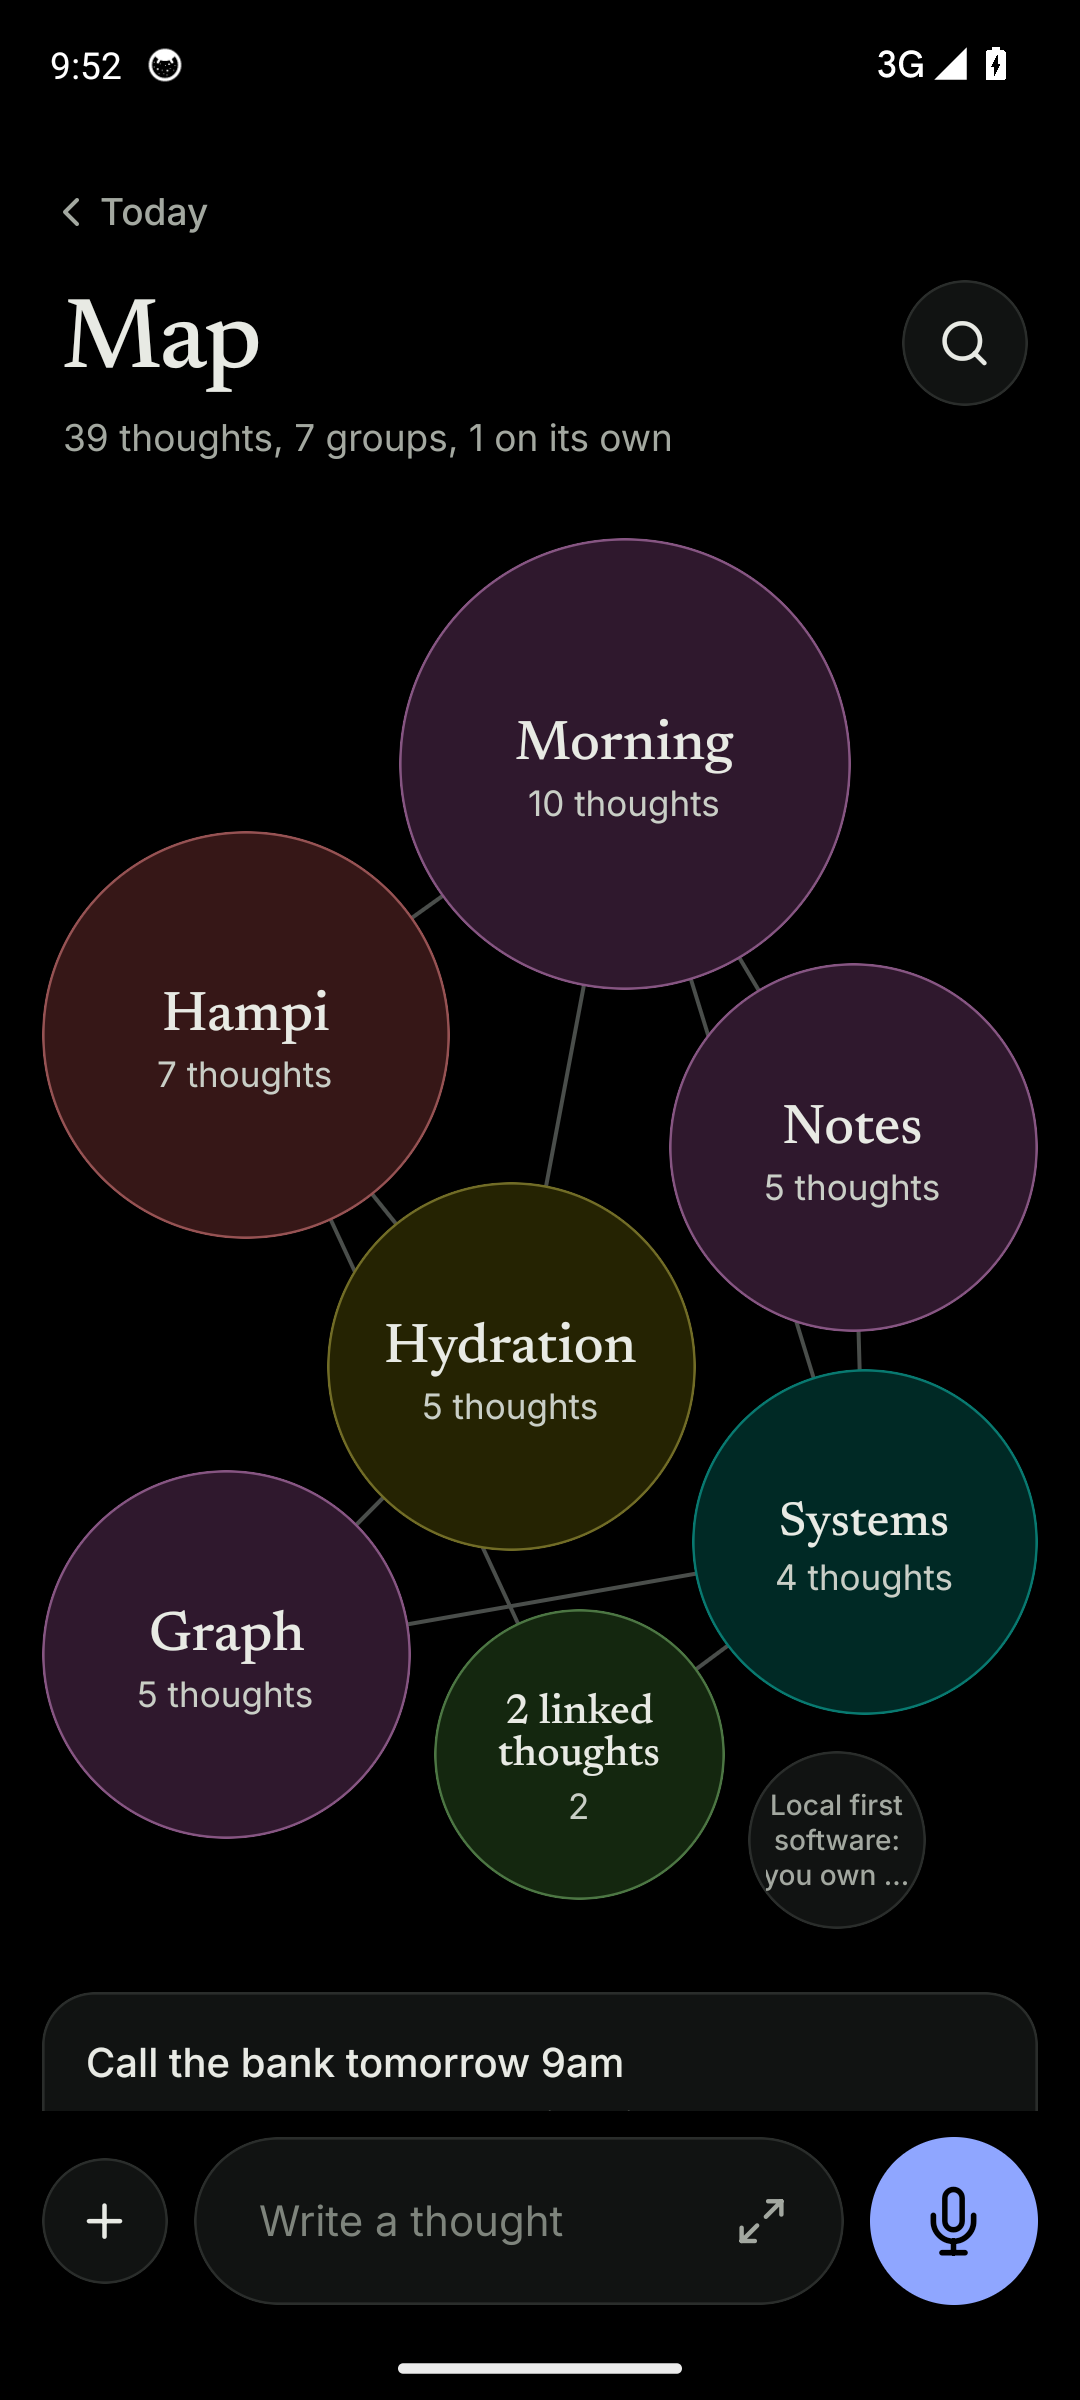 9:52
3G
Today
Map
39 thoughts, 7 groups, 1 on its own
Morning
10 thoughts
Hampi
7 thoughts
Notes
5 thoughts
Hydration
5 thoughts
Systems
4 thoughts
Graph
5 thoughts
2 linked
thoughts
2
Local first
software:
you own ...
Call the bank tomorrow 9am
Write a thought